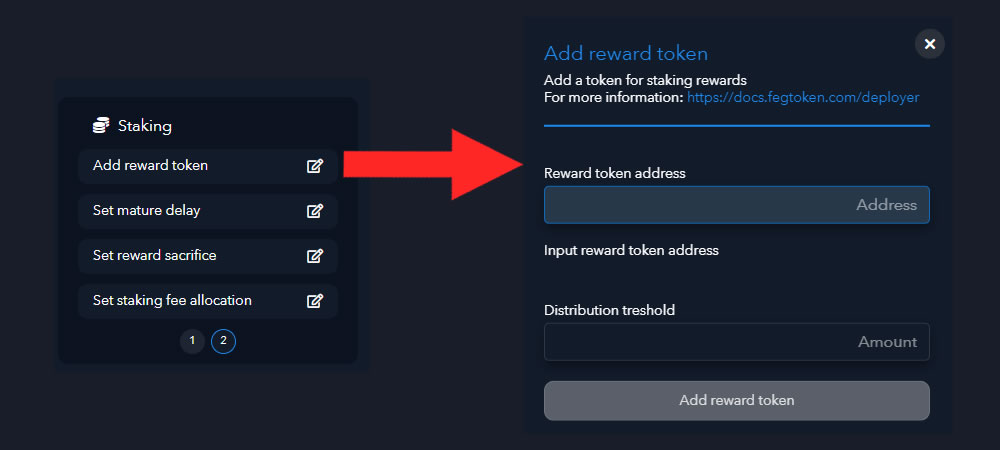 Staking
Add reward token
Set mature delay
Set reward sacrifice
Set staking fee allocation
1 2
Add reward token
Add a token for staking rewards
For more information: https://docs.fegtoken.com/deployer
Reward token address
Address
Input reward token address
Distribution treshold
Amount
Add reward token